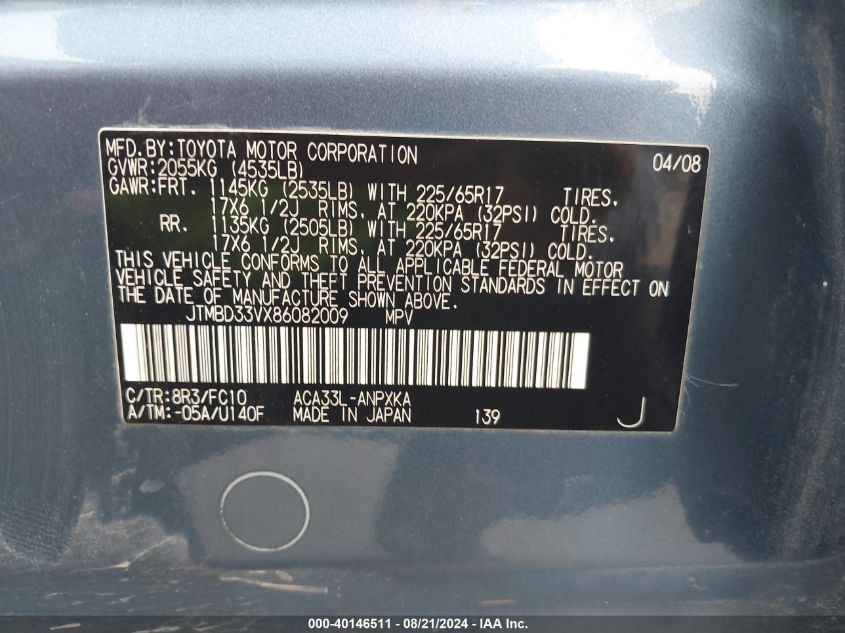 MFD.BY:TOYOTA MOTOR CORPORATION 04/08
GVWR:2055KG (4535LB)
GAWR:FRT. 1145KG (2535LB) WITH 225/65R17 TIRES.
17X6 1/2J RIMS, AT 220KPA (32PSI) COLD.
RR. 1135KG (2505LB) WITH 225/65R17 TIRES,
17X6 1/2J RIMS, AT 220KPA (32PSI) COLD.
THIS VEHICLE CONFORMS TO ALL APPLICABLE FEDERAL MOTOR
VEHICLE SAFETY AND THEFT PREVENTION STANDARDS IN EFFECT ON
THE DATE OF MANUFACTURE SHOWN ABOVE.
JTMBD33VX86082009 MPV
C/TR:8R3/FC10 ACA33L-ANPXKA
A/TM:-05A/U140F MADE IN JAPAN 139 J
000-40146511 - 08/21/2024 - IAA Inc.